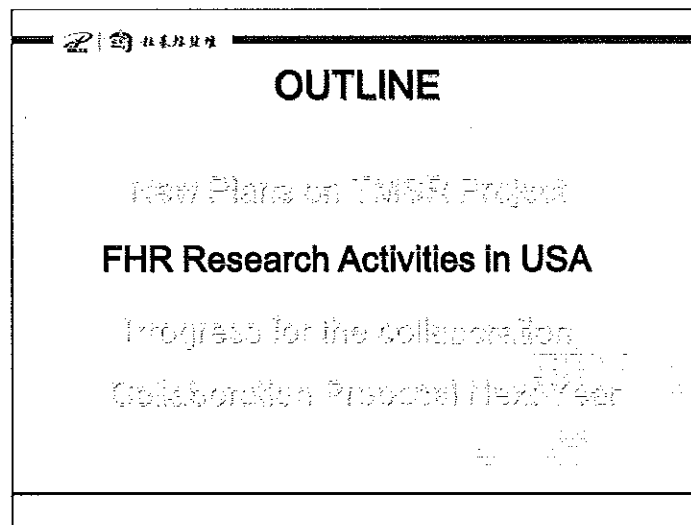 OUTLINE
New Plans on TMSR Project
FHR Research Activities in USA
Progress for the collaboration
Collaboration Proposal Next Year